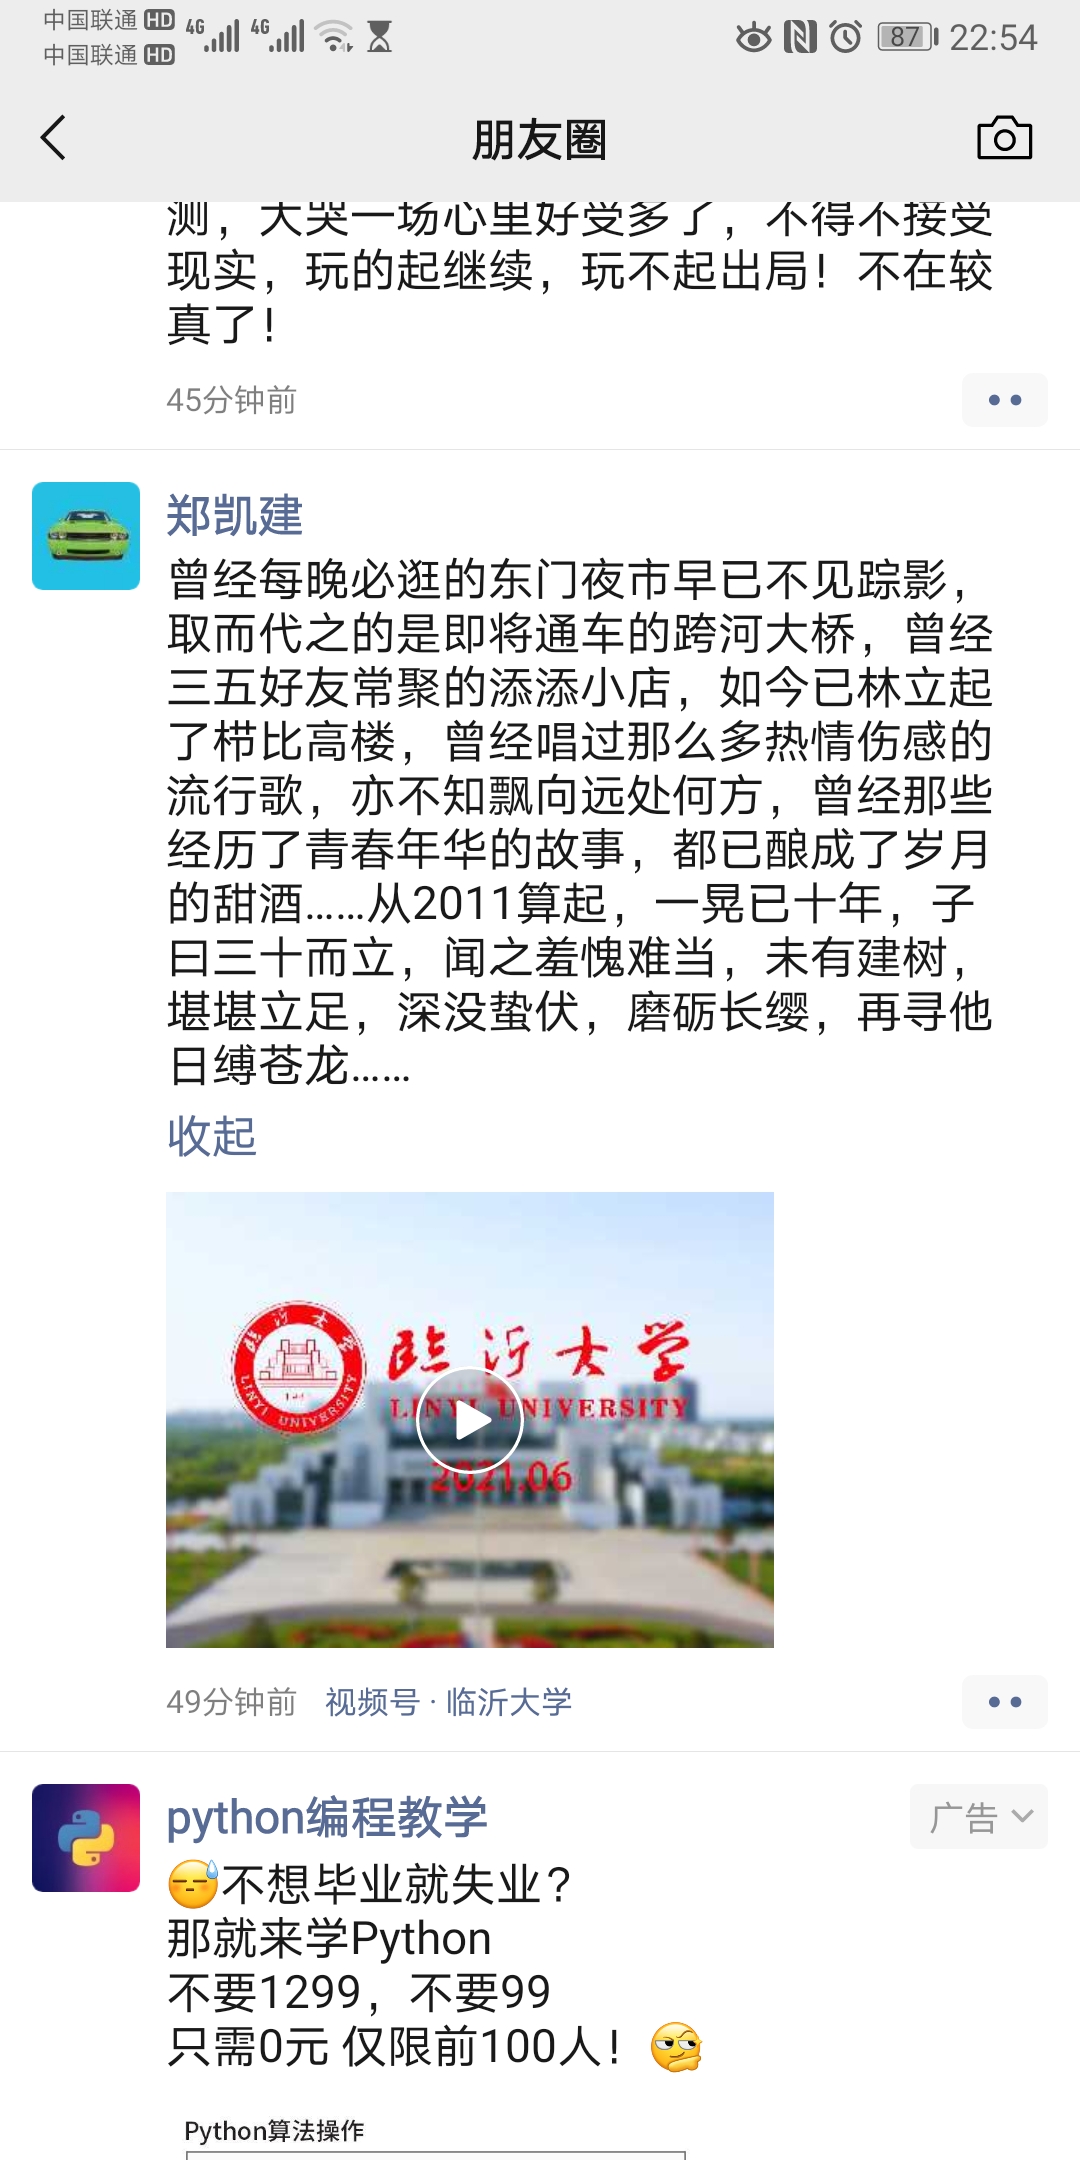 中国联通 HD 4G 4G 87 22:54
中国联通 HD
朋友圈
测，大哭一场心里好受多了，不得不接受
现实，玩的起继续，玩不起出局！不在较
真了！
45分钟前
郑凯建
曾经每晚必逛的东门夜市早已不见踪影，
取而代之的是即将通车的跨河大桥，曾经
三五好友常聚的添添小店，如今已林立起
了栉比高楼，曾经唱过那么多热情伤感的
流行歌，亦不知飘向远处何方，曾经那些
经历了青春年华的故事，都已酿成了岁月
的甜酒……从2011算起，一晃已十年，子
曰三十而立，闻之羞愧难当，未有建树，
堪堪立足，深没蛰伏，磨砺长缨，再寻他
日缚苍龙……
收起
临沂大学
LINYI UNIVERSITY
临沂大学
LINYI UNIVERSITY
2021.06
49分钟前 视频号 · 临沂大学
python编程教学 广告
不想毕业就失业？
那就来学Python
不要1299，不要99
只需0元 仅限前100人！
Python算法操作